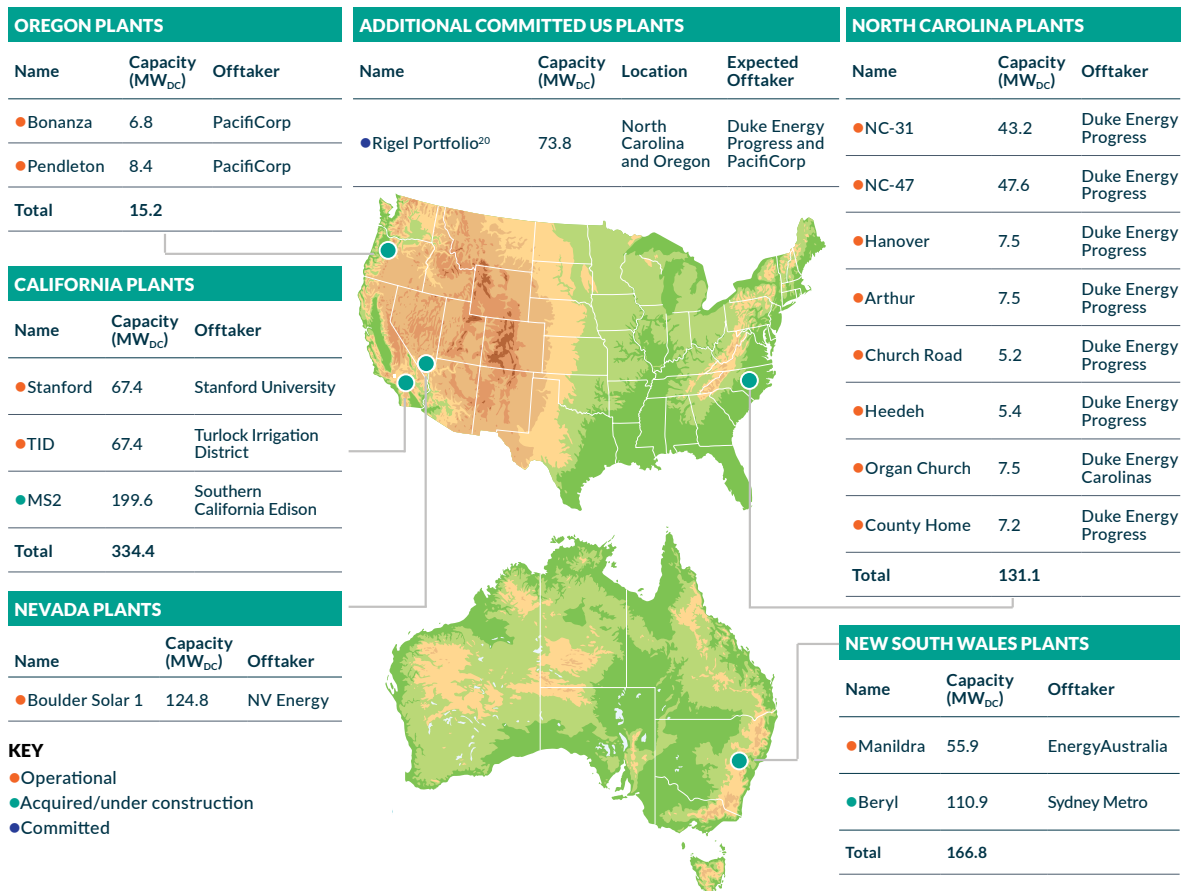 OREGON PLANTS
Name Capacity (MWDC) Offtaker
Bonanza 6.8 PacifiCorp
Pendleton 8.4 PacifiCorp
Total 15.2
ADDITIONAL COMMITTED US PLANTS
Name Capacity (MWDC) Location Expected Offtaker
Rigel Portfolio20 73.8 North Carolina and Oregon Duke Energy Progress and PacifiCorp
NORTH CAROLINA PLANTS
Name Capacity (MWDC) Offtaker
NC-31 43.2 Duke Energy Progress
NC-47 47.6 Duke Energy Progress
Hanover 7.5 Duke Energy Progress
Arthur 7.5 Duke Energy Progress
Church Road 5.2 Duke Energy Progress
Heedeh 5.4 Duke Energy Progress
Organ Church 7.5 Duke Energy Carolinas
County Home 7.2 Duke Energy Progress
Total 131.1
CALIFORNIA PLANTS
Name Capacity (MWDC) Offtaker
Stanford 67.4 Stanford University
TID 67.4 Turlock Irrigation District
MS2 199.6 Southern California Edison
Total 334.4
NEVADA PLANTS
Name Capacity (MWDC) Offtaker
Boulder Solar 1 124.8 NV Energy
KEY
Operational
Acquired/under construction
Committed
NEW SOUTH WALES PLANTS
Name Capacity (MWDC) Offtaker
Manildra 55.9 EnergyAustralia
Beryl 110.9 Sydney Metro
Total 166.8